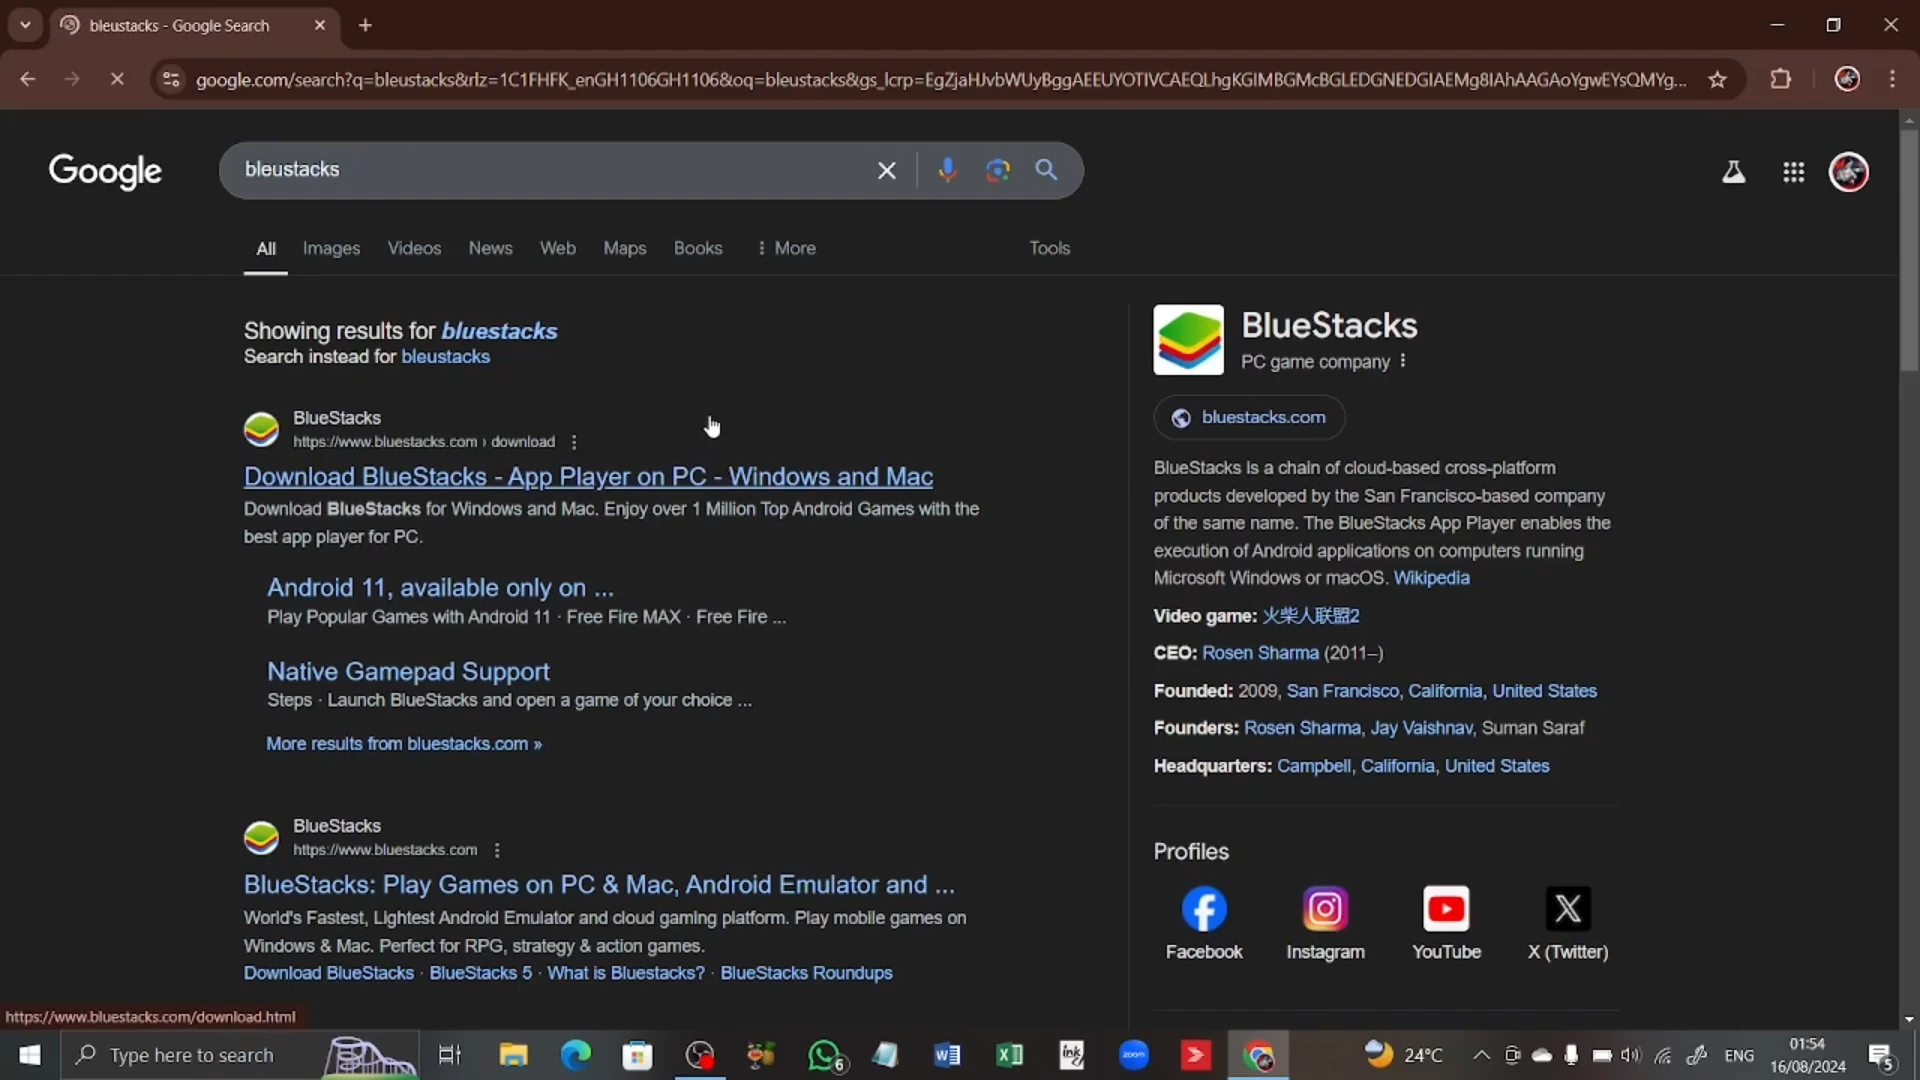 bleustacks - Google Search
google.com/search?q=bleustacks&rlz=1C1FHFK_enGH1106GH1106&oq=bleustacks&gs_lcrp=EgZjaHJvbWUyBggAEEUYOTIVCAEQLhgKGIMBGMcBGLEDGNEDGIAEMg8IAhAAGAoYgwEYsQMYg...
Google
bleustacks
All Images Videos News Web Maps Books More Tools
Showing results for bluestacks
Search instead for bleustacks
BlueStacks
https://www.bluestacks.com › download
Download BlueStacks - App Player on PC - Windows and Mac
Download BlueStacks for Windows and Mac. Enjoy over 1 Million Top Android Games with the
best app player for PC.
Android 11, available only on ...
Play Popular Games with Android 11 · Free Fire MAX · Free Fire ...
Native Gamepad Support
Steps · Launch BlueStacks and open a game of your choice ...
More results from bluestacks.com »
BlueStacks
https://www.bluestacks.com
BlueStacks: Play Games on PC & Mac, Android Emulator and ...
World's Fastest, Lightest Android Emulator and cloud gaming platform. Play mobile games on
Windows & Mac. Perfect for RPG, strategy & action games.
Download BlueStacks · BlueStacks 5 · What is Bluestacks? · BlueStacks Roundups
BlueStacks
PC game company
bluestacks.com
BlueStacks is a chain of cloud-based cross-platform
products developed by the San Francisco-based company
of the same name. The BlueStacks App Player enables the
execution of Android applications on computers running
Microsoft Windows or macOS. Wikipedia
Video game: 火柴人联盟2
CEO: Rosen Sharma (2011–)
Founded: 2009, San Francisco, California, United States
Founders: Rosen Sharma, Jay Vaishnav, Suman Saraf
Headquarters: Campbell, California, United States
Profiles
Facebook Instagram YouTube X (Twitter)
https://www.bluestacks.com/download.html
Type here to search
6
ink
zoom
24°C
ENG
01:54
16/08/2024
5